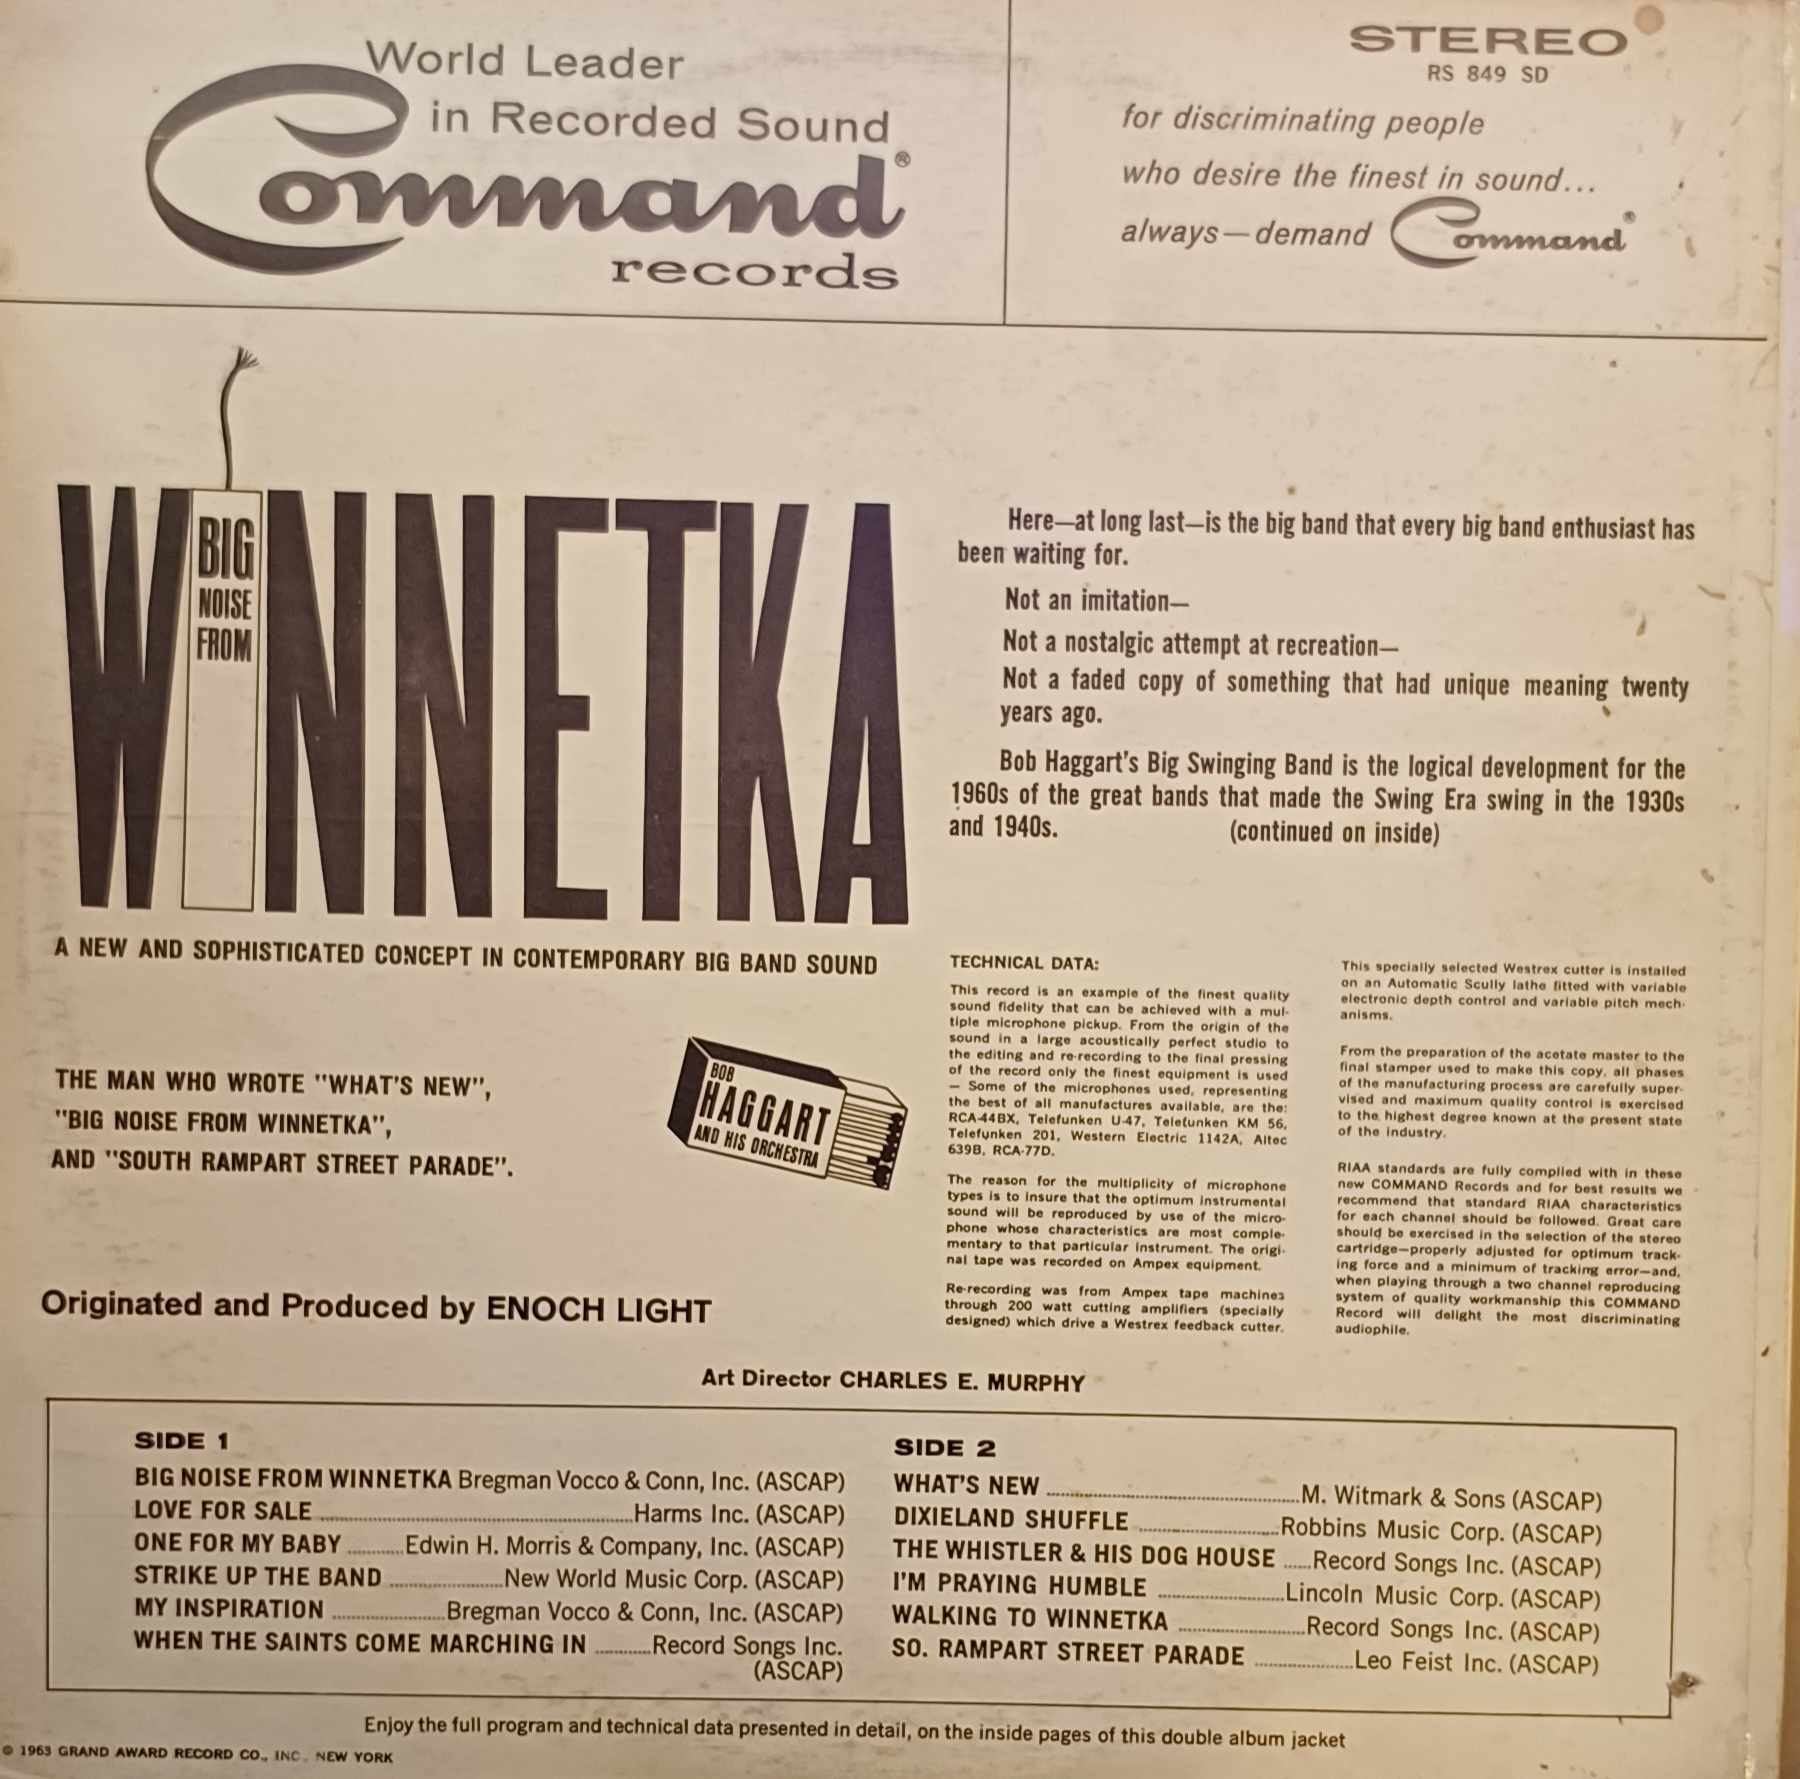 World Leader
in Recorded Sound
Command®
records
STEREO
RS 849 SD
for discriminating people
who desire the finest in sound...
always—demand Command®
WINNETKA
BIG
NOISE
FROM
A NEW AND SOPHISTICATED CONCEPT IN CONTEMPORARY BIG BAND SOUND
THE MAN WHO WROTE "WHAT'S NEW",
"BIG NOISE FROM WINNETKA",
AND "SOUTH RAMPART STREET PARADE".
BOB
HAGGART
AND HIS ORCHESTRA
Originated and Produced by ENOCH LIGHT
Here—at long last—is the big band that every big band enthusiast has
been waiting for.
Not an imitation—
Not a nostalgic attempt at recreation—
Not a faded copy of something that had unique meaning twenty
years ago.
Bob Haggart's Big Swinging Band is the logical development for the
1960s of the great bands that made the Swing Era swing in the 1930s
and 1940s. (continued on inside)
TECHNICAL DATA:
This record is an example of the finest quality
sound fidelity that can be achieved with a mul-
tiple microphone pickup. From the origin of the
sound in a large acoustically perfect studio to
the editing and re-recording to the final pressing
of the record only the finest equipment is used
— Some of the microphones used, representing
the best of all manufactures available, are the:
RCA-44BX, Telefunken U-47, Telefunken KM 56,
Telefunken 201, Western Electric 1142A, Altec
639B, RCA-77D.
The reason for the multiplicity of microphone
types is to insure that the optimum instrumental
sound will be reproduced by use of the micro-
phone whose characteristics are most comple-
mentary to that particular instrument. The origi-
nal tape was recorded on Ampex equipment.
Re-recording was from Ampex tape machines
through 200 watt cutting amplifiers (specially
designed) which drive a Westrex feedback cutter.
This specially selected Westrex cutter is installed
on an Automatic Scully lathe fitted with variable
electronic depth control and variable pitch mech-
anisms.
From the preparation of the acetate master to the
final stamper used to make this copy, all phases
of the manufacturing process are carefully super-
vised and maximum quality control is exercised
to the highest degree known at the present state
of the industry.
RIAA standards are fully complied with in these
new COMMAND Records and for best results we
recommend that standard RIAA characteristics
for each channel should be followed. Great care
should be exercised in the selection of the stereo
cartridge—properly adjusted for optimum track-
ing force and a minimum of tracking error—and,
when playing through a two channel reproducing
system of quality workmanship this COMMAND
Record will delight the most discriminating
audiophile.
Art Director CHARLES E. MURPHY
SIDE 1
BIG NOISE FROM WINNETKA Bregman Vocco & Conn, Inc. (ASCAP)
LOVE FOR SALE ..... Harms Inc. (ASCAP)
ONE FOR MY BABY ..... Edwin H. Morris & Company, Inc. (ASCAP)
STRIKE UP THE BAND ..... New World Music Corp. (ASCAP)
MY INSPIRATION ..... Bregman Vocco & Conn, Inc. (ASCAP)
WHEN THE SAINTS COME MARCHING IN ..... Record Songs Inc.
(ASCAP)
SIDE 2
WHAT'S NEW ..... M. Witmark & Sons (ASCAP)
DIXIELAND SHUFFLE ..... Robbins Music Corp. (ASCAP)
THE WHISTLER & HIS DOG HOUSE ..... Record Songs Inc. (ASCAP)
I'M PRAYING HUMBLE ..... Lincoln Music Corp. (ASCAP)
WALKING TO WINNETKA ..... Record Songs Inc. (ASCAP)
SO. RAMPART STREET PARADE ..... Leo Feist Inc. (ASCAP)
Enjoy the full program and technical data presented in detail, on the inside pages of this double album jacket
© 1963 GRAND AWARD RECORD CO., INC. NEW YORK